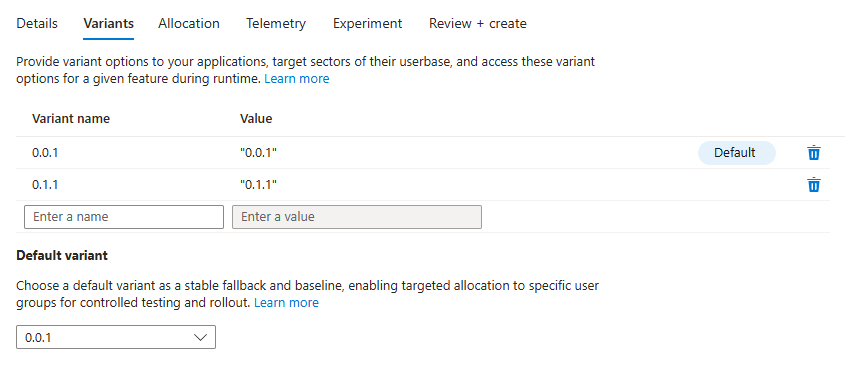 Details Variants Allocation Telemetry Experiment Review + create
Provide variant options to your applications, target sectors of their userbase, and access these variant
options for a given feature during runtime. Learn more
Variant name Value
0.0.1 "0.0.1" Default
0.1.1 "0.1.1"
Enter a name Enter a value
Default variant
Choose a default variant as a stable fallback and baseline, enabling targeted allocation to specific user
groups for controlled testing and rollout. Learn more
0.0.1